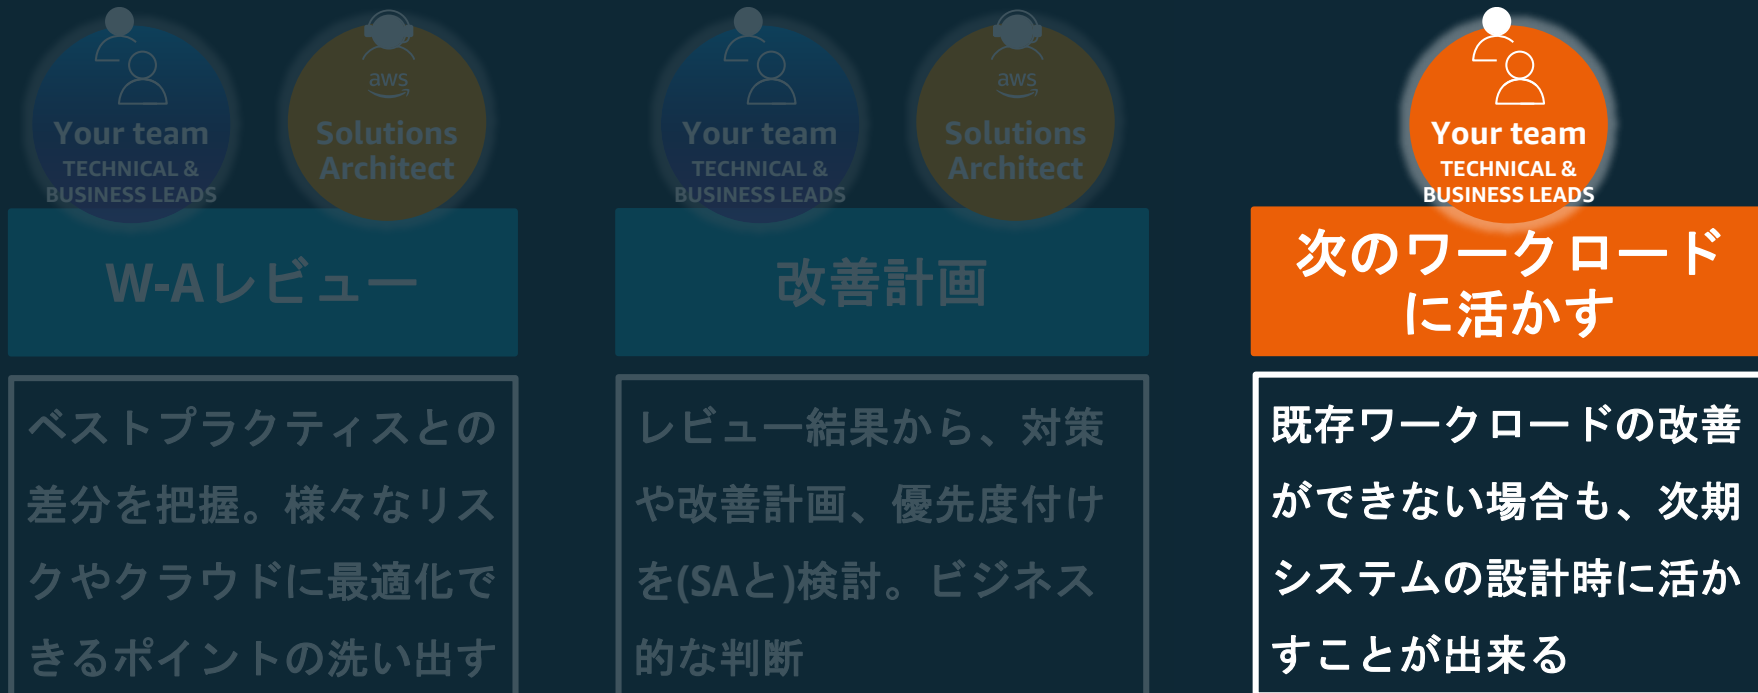 Your team
TECHNICAL &
BUSINESS LEADS
aws
Solutions
Architect
W-Aレビュー
ベストプラクティスとの
差分を把握。様々なリス
クやクラウドに最適化で
きるポイントの洗い出す
Your team
TECHNICAL &
BUSINESS LEADS
aws
Solutions
Architect
改善計画
レビュー結果から、対策
や改善計画、優先度付け
を(SAと)検討。ビジネス
的な判断
Your team
TECHNICAL &
BUSINESS LEADS
次のワークロード
に活かす
既存ワークロードの改善
ができない場合も、次期
システムの設計時に活か
すことが出来る